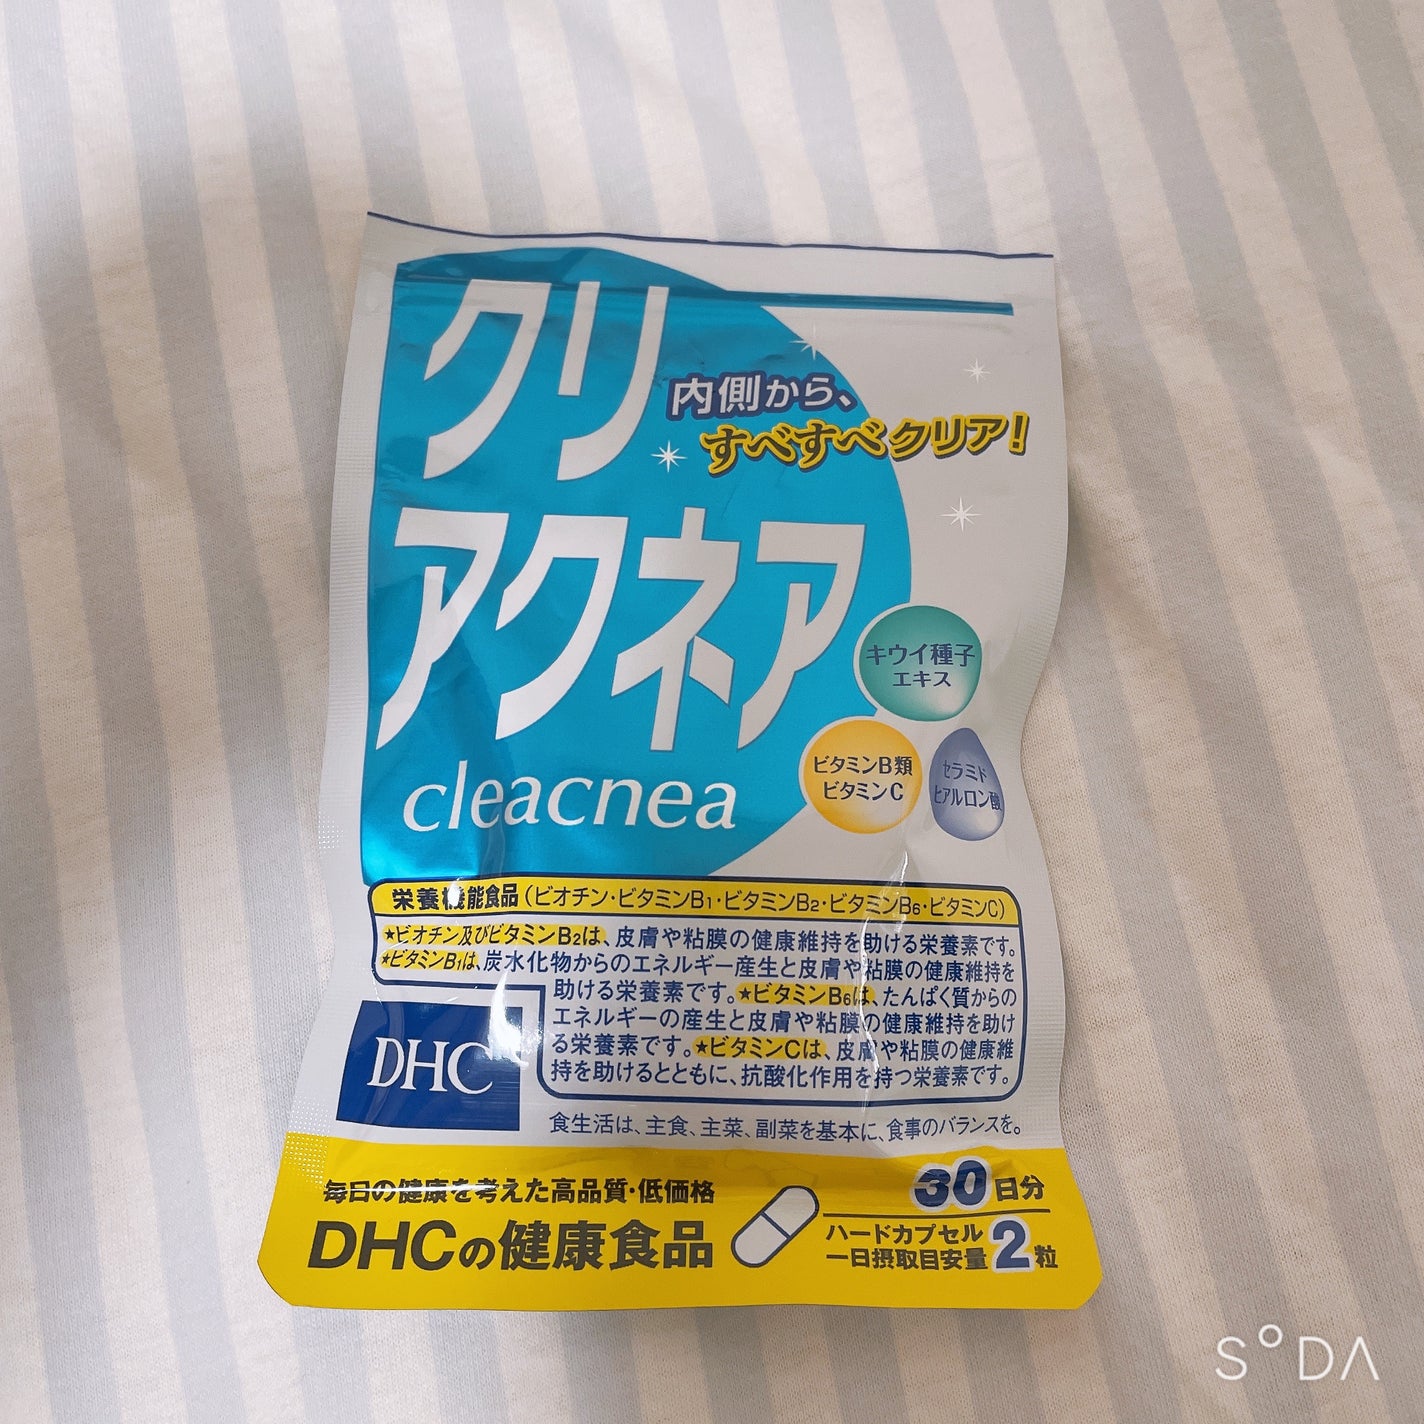 クリ
アクネア
cleacnea
内側から、
すべすべクリア!
キウイ種子
エキス
ビタミンB類
ビタミンC
セラミド
ヒアルロン酸
栄養機能食品(ビオチン・ビタミンB₁・ビタミンB₂・ビタミンB₆・ビタミンC)
★ビオチン及びビタミンB₂は、皮膚や粘膜の健康維持を助ける栄養素です。
★ビタミンB₁は、炭水化物からのエネルギー産生と皮膚や粘膜の健康維持を
助ける栄養素です。★ビタミンB₆は、たんぱく質からの
エネルギーの産生と皮膚や粘膜の健康維持を助け
る栄養素です。★ビタミンCは、皮膚や粘膜の健康維
持を助けるとともに、抗酸化作用を持つ栄養素です。
DHC
食生活は、主食、主菜、副菜を基本に、食事のバランスを。
毎日の健康を考えた高品質・低価格
DHCの健康食品
30日分
ハードカプセル
一日摂取目安量2粒
SODA